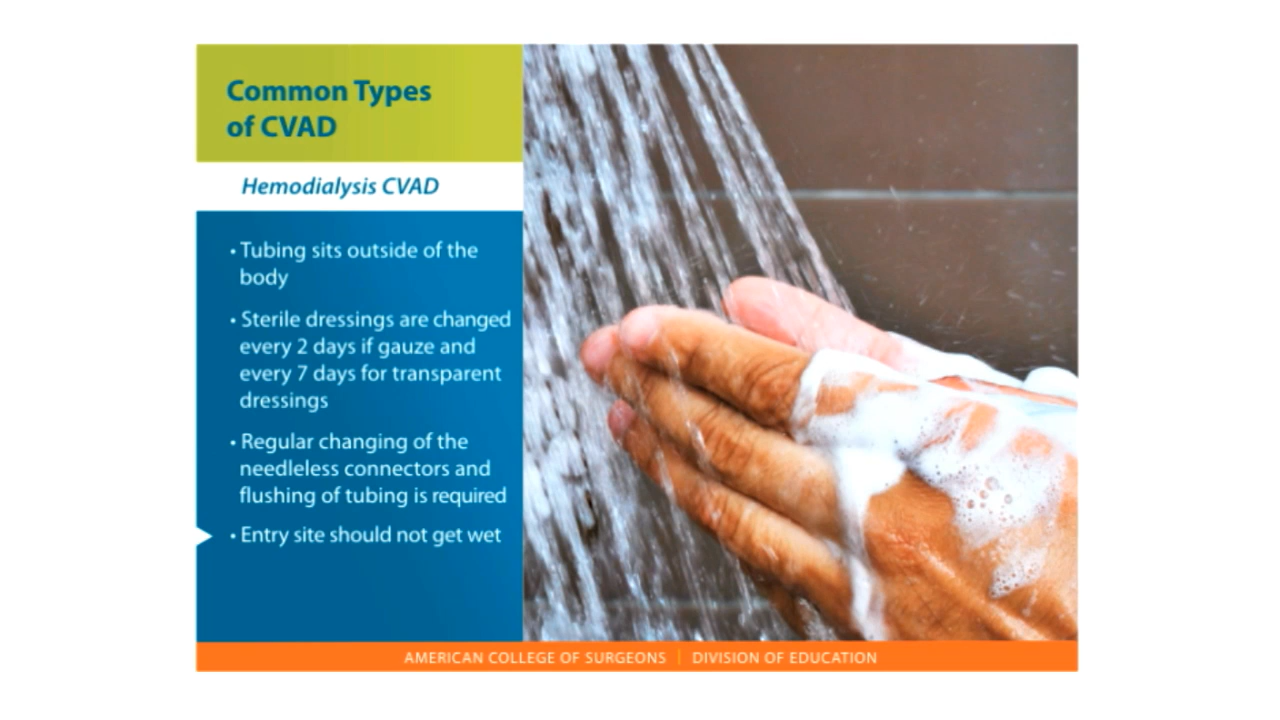 Common Types
of CVAD
Hemodialysis CVAD
• Tubing sits outside of the
body
• Sterile dressings are changed
every 2 days if gauze and
every 7 days for transparent
dressings
• Regular changing of the
needleless connectors and
flushing of tubing is required
• Entry site should not get wet
AMERICAN COLLEGE OF SURGEONS | DIVISION OF EDUCATION